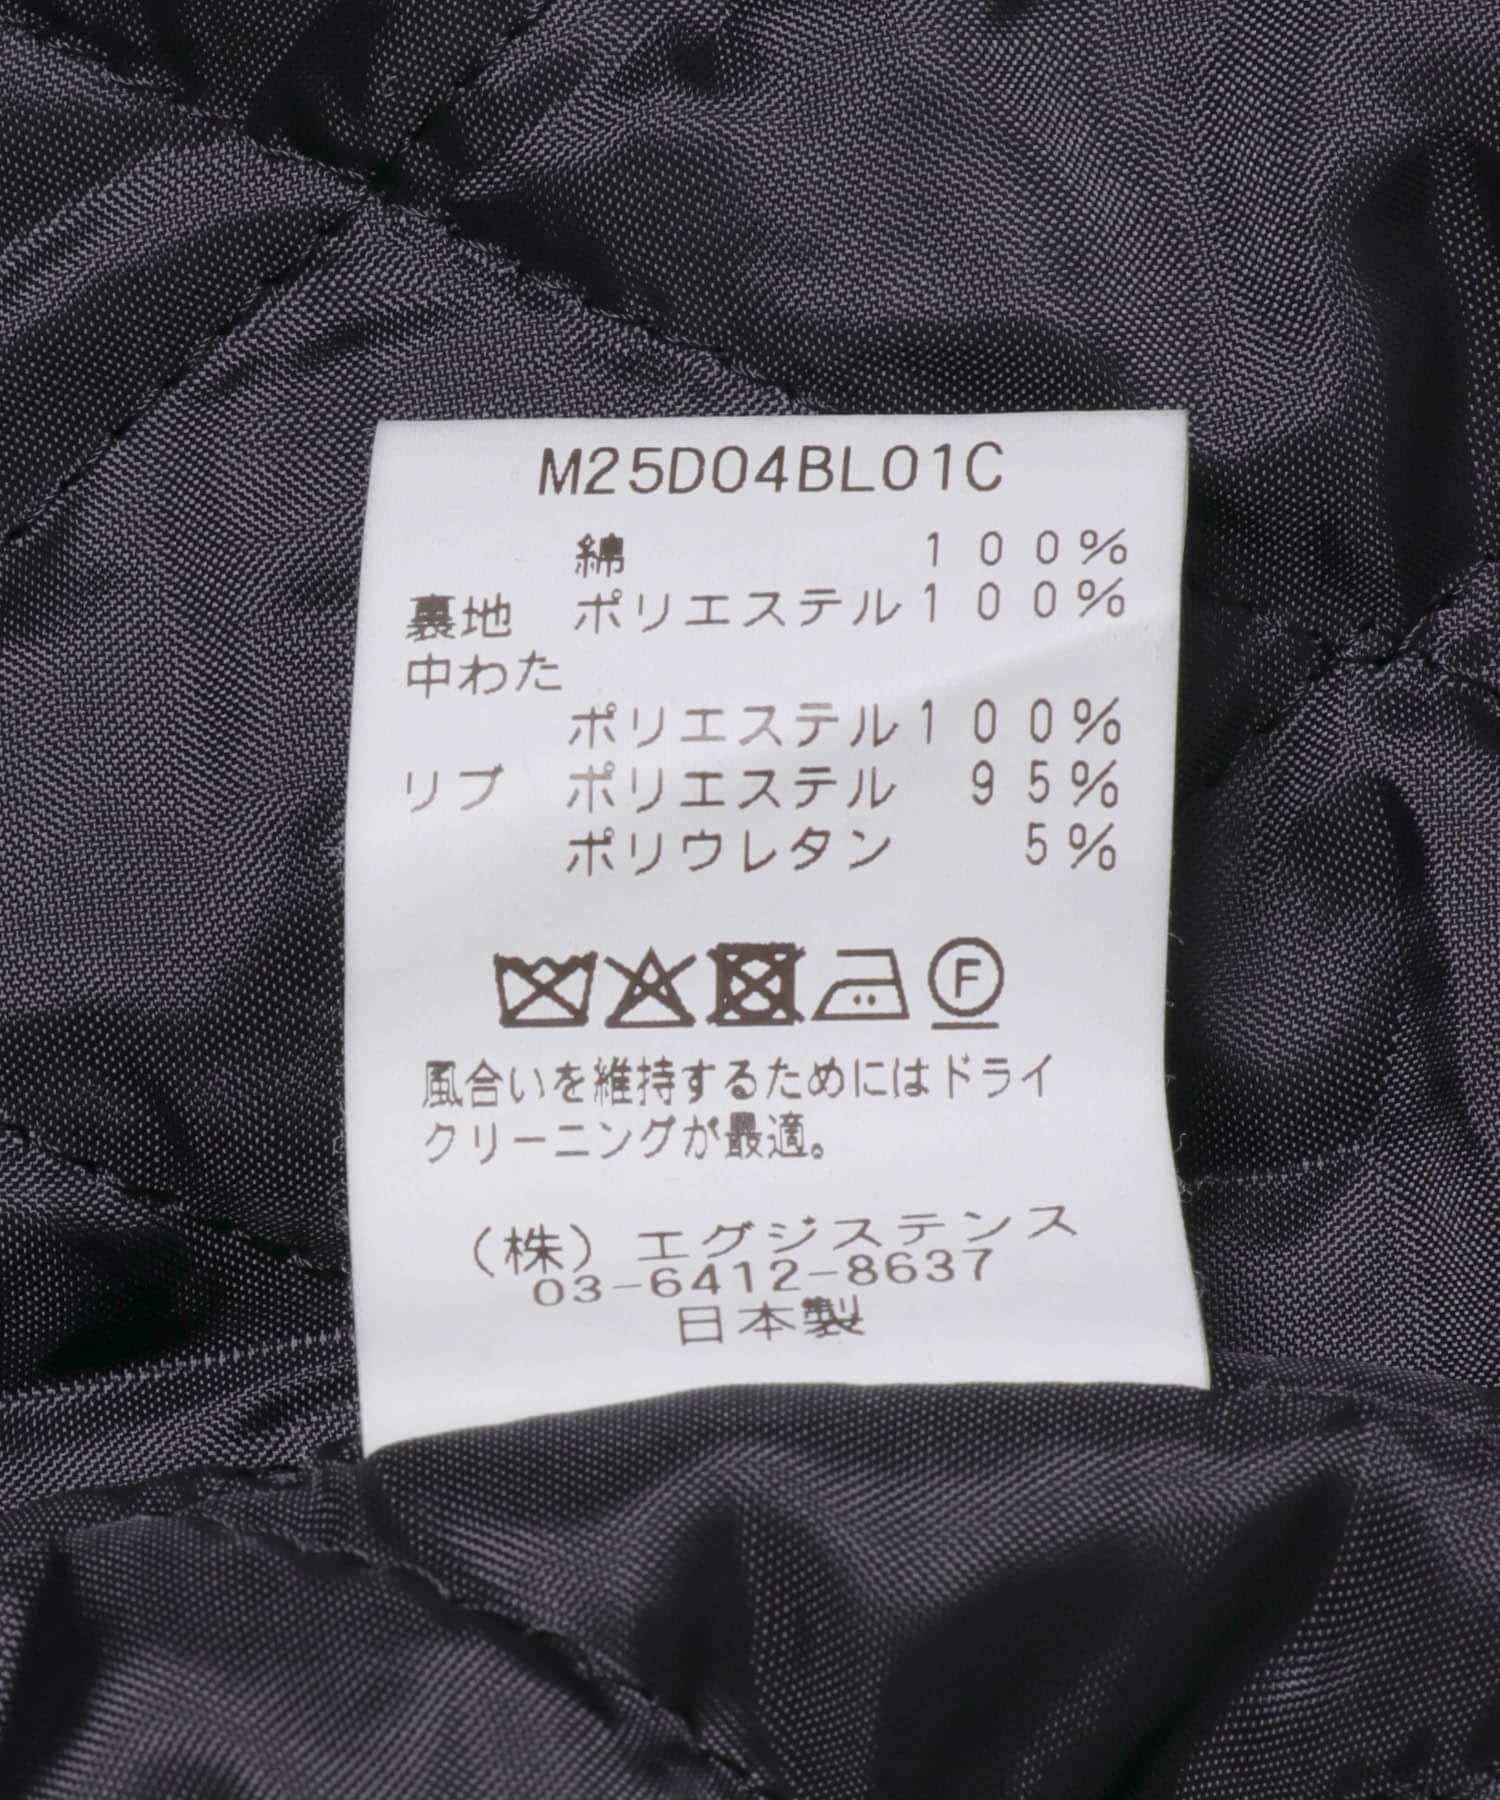 M25D04BL01C
綿 100%
裏地 ポリエステル100%
中わた
ポリエステル100%
リブ ポリエステル 95%
ポリウレタン 5%
F
風合いを維持するためにはドライ
クリーニングが最適。
(株)エグジステンス
03-6412-8637
日本製